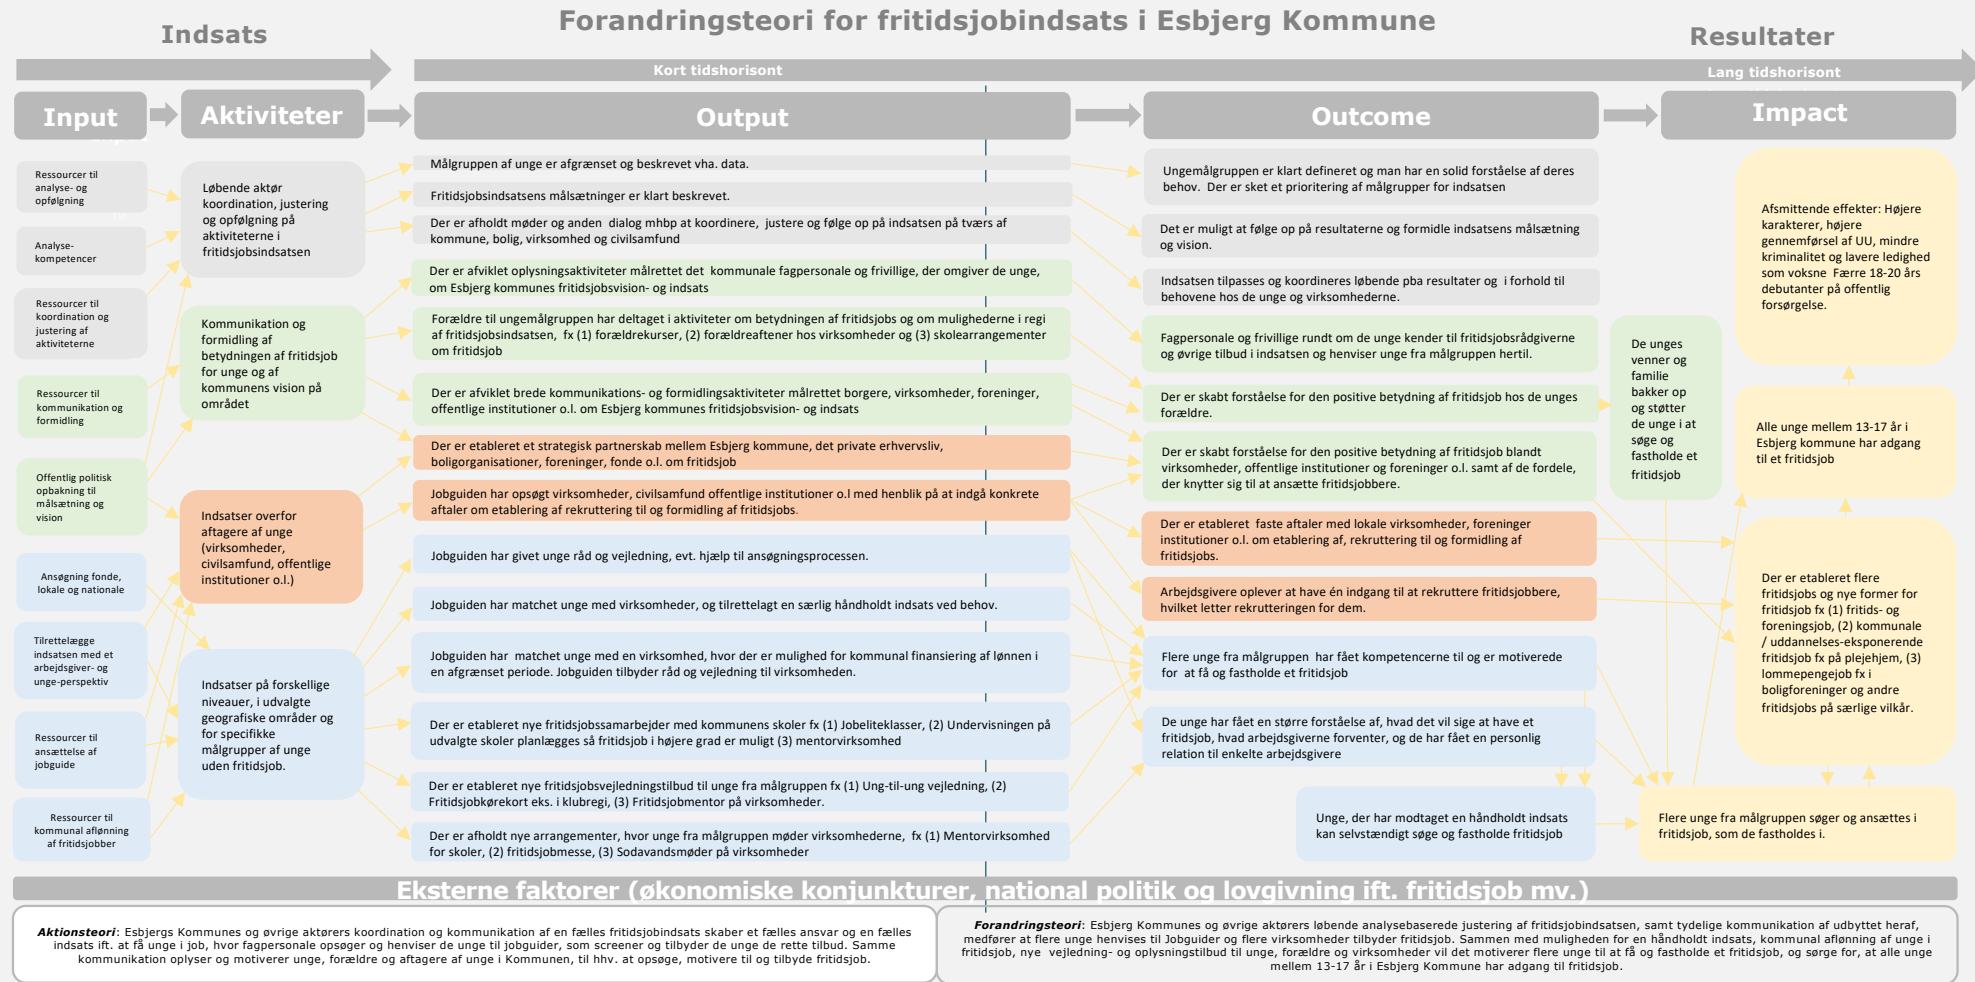 Forandringsteori for fritidsjobindsats i Esbjerg Kommune
Indsats
Resultater
Kort tidshorisont
Lang tidshorisont
Input
Aktiviteter
Output
Outcome
Impact
Ressourcer til
analyse- og
opfølgning
Analyse-
kompetencer
Ressourcer til
koordination og
justering af
aktiviteterne
Ressourcer til
kommunikation og
formidling
Offentlig politisk
opbakning til
målsætning og
vision
Ansøgning fonde,
lokale og nationale
Tilrettelægge
indsatsen med et
arbejdsgiver- og
unge-perspektiv
Ressourcer til
ansættelse af
jobguide
Ressourcer til
kommunal aflønning
af fritidsjobber
Løbende aktør
koordination, justering
og opfølgning på
aktiviteterne i
fritidsjobsindsatsen
Kommunikation og
formidling af
betydningen af fritidsjob
for unge og af
kommunens vision på
området
Indsatser overfor
aftagere af unge
(virksomheder,
civilsamfund, offentlige
institutioner o.l.)
Indsatser på forskellige
niveauer, i udvalgte
geografiske områder og
for specifikke
målgrupper af unge
uden fritidsjob.
Målgruppen af unge er afgrænset og beskrevet vha. data.
Fritidsjobsindsatsens målsætninger er klart beskrevet.
Der er afholdt møder og anden  dialog mhbp at koordinere,  justere og følge op på indsatsen på tværs af
kommune, bolig, virksomhed og civilsamfund
Der er afviklet oplysningsaktiviteter målrettet det  kommunale fagpersonale og frivillige, der omgiver de unge,
om Esbjerg kommunes fritidsjobsvision- og indsats
Forældre til ungemålgruppen har deltaget i aktiviteter om betydningen af fritidsjobs og om mulighederne i regi
af fritidsjobsindsatsen,  fx (1) forældrekurser, (2) forældreaftener hos virksomheder og (3) skolearrangementer
om fritidsjob
Der er afviklet brede kommunikations- og formidlingsaktiviteter målrettet borgere, virksomheder, foreninger,
offentlige institutioner o.l. om Esbjerg kommunes fritidsjobsvision- og indsats
Der er etableret et strategisk partnerskab mellem Esbjerg kommune, det private erhvervsliv,
boligorganisationer, foreninger, fonde o.l. om fritidsjob
Jobguiden har opsøgt virksomheder, civilsamfund offentlige institutioner o.l med henblik på at indgå konkrete
aftaler om etablering af rekruttering til og formidling af fritidsjobs.
Jobguiden har givet unge råd og vejledning, evt. hjælp til ansøgningsprocessen.
Jobguiden har matchet unge med virksomheder, og tilrettelagt en særlig håndholdt indsats ved behov.
Jobguiden har  matchet unge med en virksomhed, hvor der er mulighed for kommunal finansiering af lønnen i
en afgrænset periode. Jobguiden tilbyder råd og vejledning til virksomheden.
Der er etableret nye fritidsjobssamarbejder med kommunens skoler fx (1) Jobeliteklasser, (2) Undervisningen på
udvalgte skoler planlægges så fritidsjob i højere grad er muligt (3) mentorvirksomhed
Der er etableret nye fritidsjobsvejledningstilbud til unge fra målgruppen fx (1) Ung-til-ung vejledning, (2)
Fritidsjobkørekort eks. i klubregi, (3) Fritidsjobmentor på virksomheder.
Der er afholdt nye arrangementer, hvor unge fra målgruppen møder virksomhederne,  fx (1) Mentorvirksomhed
for skoler, (2) fritidsjobmesse, (3) Sodavandsmøder på virksomheder
Ungemålgruppen er klart defineret og man har en solid forståelse af deres
behov.  Der er sket et prioritering af målgrupper for indsatsen
Det er muligt at følge op på resultaterne og formidle indsatsens målsætning
og vision.
Indsatsen tilpasses og koordineres løbende pba resultater og  i forhold til
behovene hos de unge og virksomhederne.
Fagpersonale og frivillige rundt om de unge kender til fritidsjobsrådgiverne
og øvrige tilbud i indsatsen og henviser unge fra målgruppen hertil.
Der er skabt forståelse for den positive betydning af fritidsjob hos de unges
forældre.
Der er skabt forståelse for den positive betydning af fritidsjob blandt
virksomheder, offentlige institutioner og foreninger o.l. samt af de fordele,
der knytter sig til at ansætte fritidsjobbere.
Der er etableret  faste aftaler med lokale virksomheder, foreninger
institutioner o.l. om etablering af, rekruttering til og formidling af
fritidsjobs.
Arbejdsgivere oplever at have én indgang til at rekruttere fritidsjobbere,
hvilket letter rekrutteringen for dem.
Flere unge fra målgruppen  har fået kompetencerne til og er motiverede
for  at få og fastholde et fritidsjob
De unge har fået en større forståelse af, hvad det vil sige at have et
fritidsjob, hvad arbejdsgiverne forventer, og de har fået en personlig
relation til enkelte arbejdsgivere
Unge, der har modtaget en håndholdt indsats
kan selvstændigt søge og fastholde fritidsjob
De unges
venner og
familie
bakker op
og støtter
de unge i at
søge og
fastholde et
fritidsjob
Afsmittende effekter: Højere
karakterer, højere
gennemførsel af UU, mindre
kriminalitet og lavere ledighed
som voksne  Færre 18-20 års
debutanter på offentlig
forsørgelse.
Alle unge mellem 13-17 år i
Esbjerg kommune har adgang
til et fritidsjob
Der er etableret flere
fritidsjobs og nye former for
fritidsjob fx (1) fritids- og
foreningsjob, (2) kommunale
/ uddannelses-eksponerende
fritidsjob fx på plejehjem, (3)
lommepengejob fx i
boligforeninger og andre
fritidsjobs på særlige vilkår.
Flere unge fra målgruppen søger og ansættes i
fritidsjob, som de fastholdes i.
Eksterne faktorer (økonomiske konjunkturer, national politik og lovgivning ift. fritidsjob mv.)
Aktionsteori: Esbjergs Kommunes og øvrige aktørers koordination og kommunikation af en fælles fritidsjobindsats skaber et fælles ansvar og en fælles
indsats ift. at få unge i job, hvor fagpersonale opsøger og henviser de unge til jobguider, som screener og tilbyder de unge de rette tilbud. Samme
kommunikation oplyser og motiverer unge, forældre og aftagere af unge i Kommunen, til hhv. at opsøge, motivere til og tilbyde fritidsjob.
Forandringsteori: Esbjerg Kommunes og øvrige aktørers løbende analysebaserede justering af fritidsjobindsatsen, samt tydelige kommunikation af udbyttet heraf,
medfører at flere unge henvises til Jobguider og flere virksomheder tilbyder fritidsjob. Sammen med muligheden for en håndholdt indsats, kommunal aflønning af unge i
fritidsjob, nye  vejledning- og oplysningstilbud til unge, forældre og virksomheder vil det motiverer flere unge til at få og fastholde et fritidsjob, og sørge for, at alle unge
mellem 13-17 år i Esbjerg Kommune har adgang til fritidsjob.